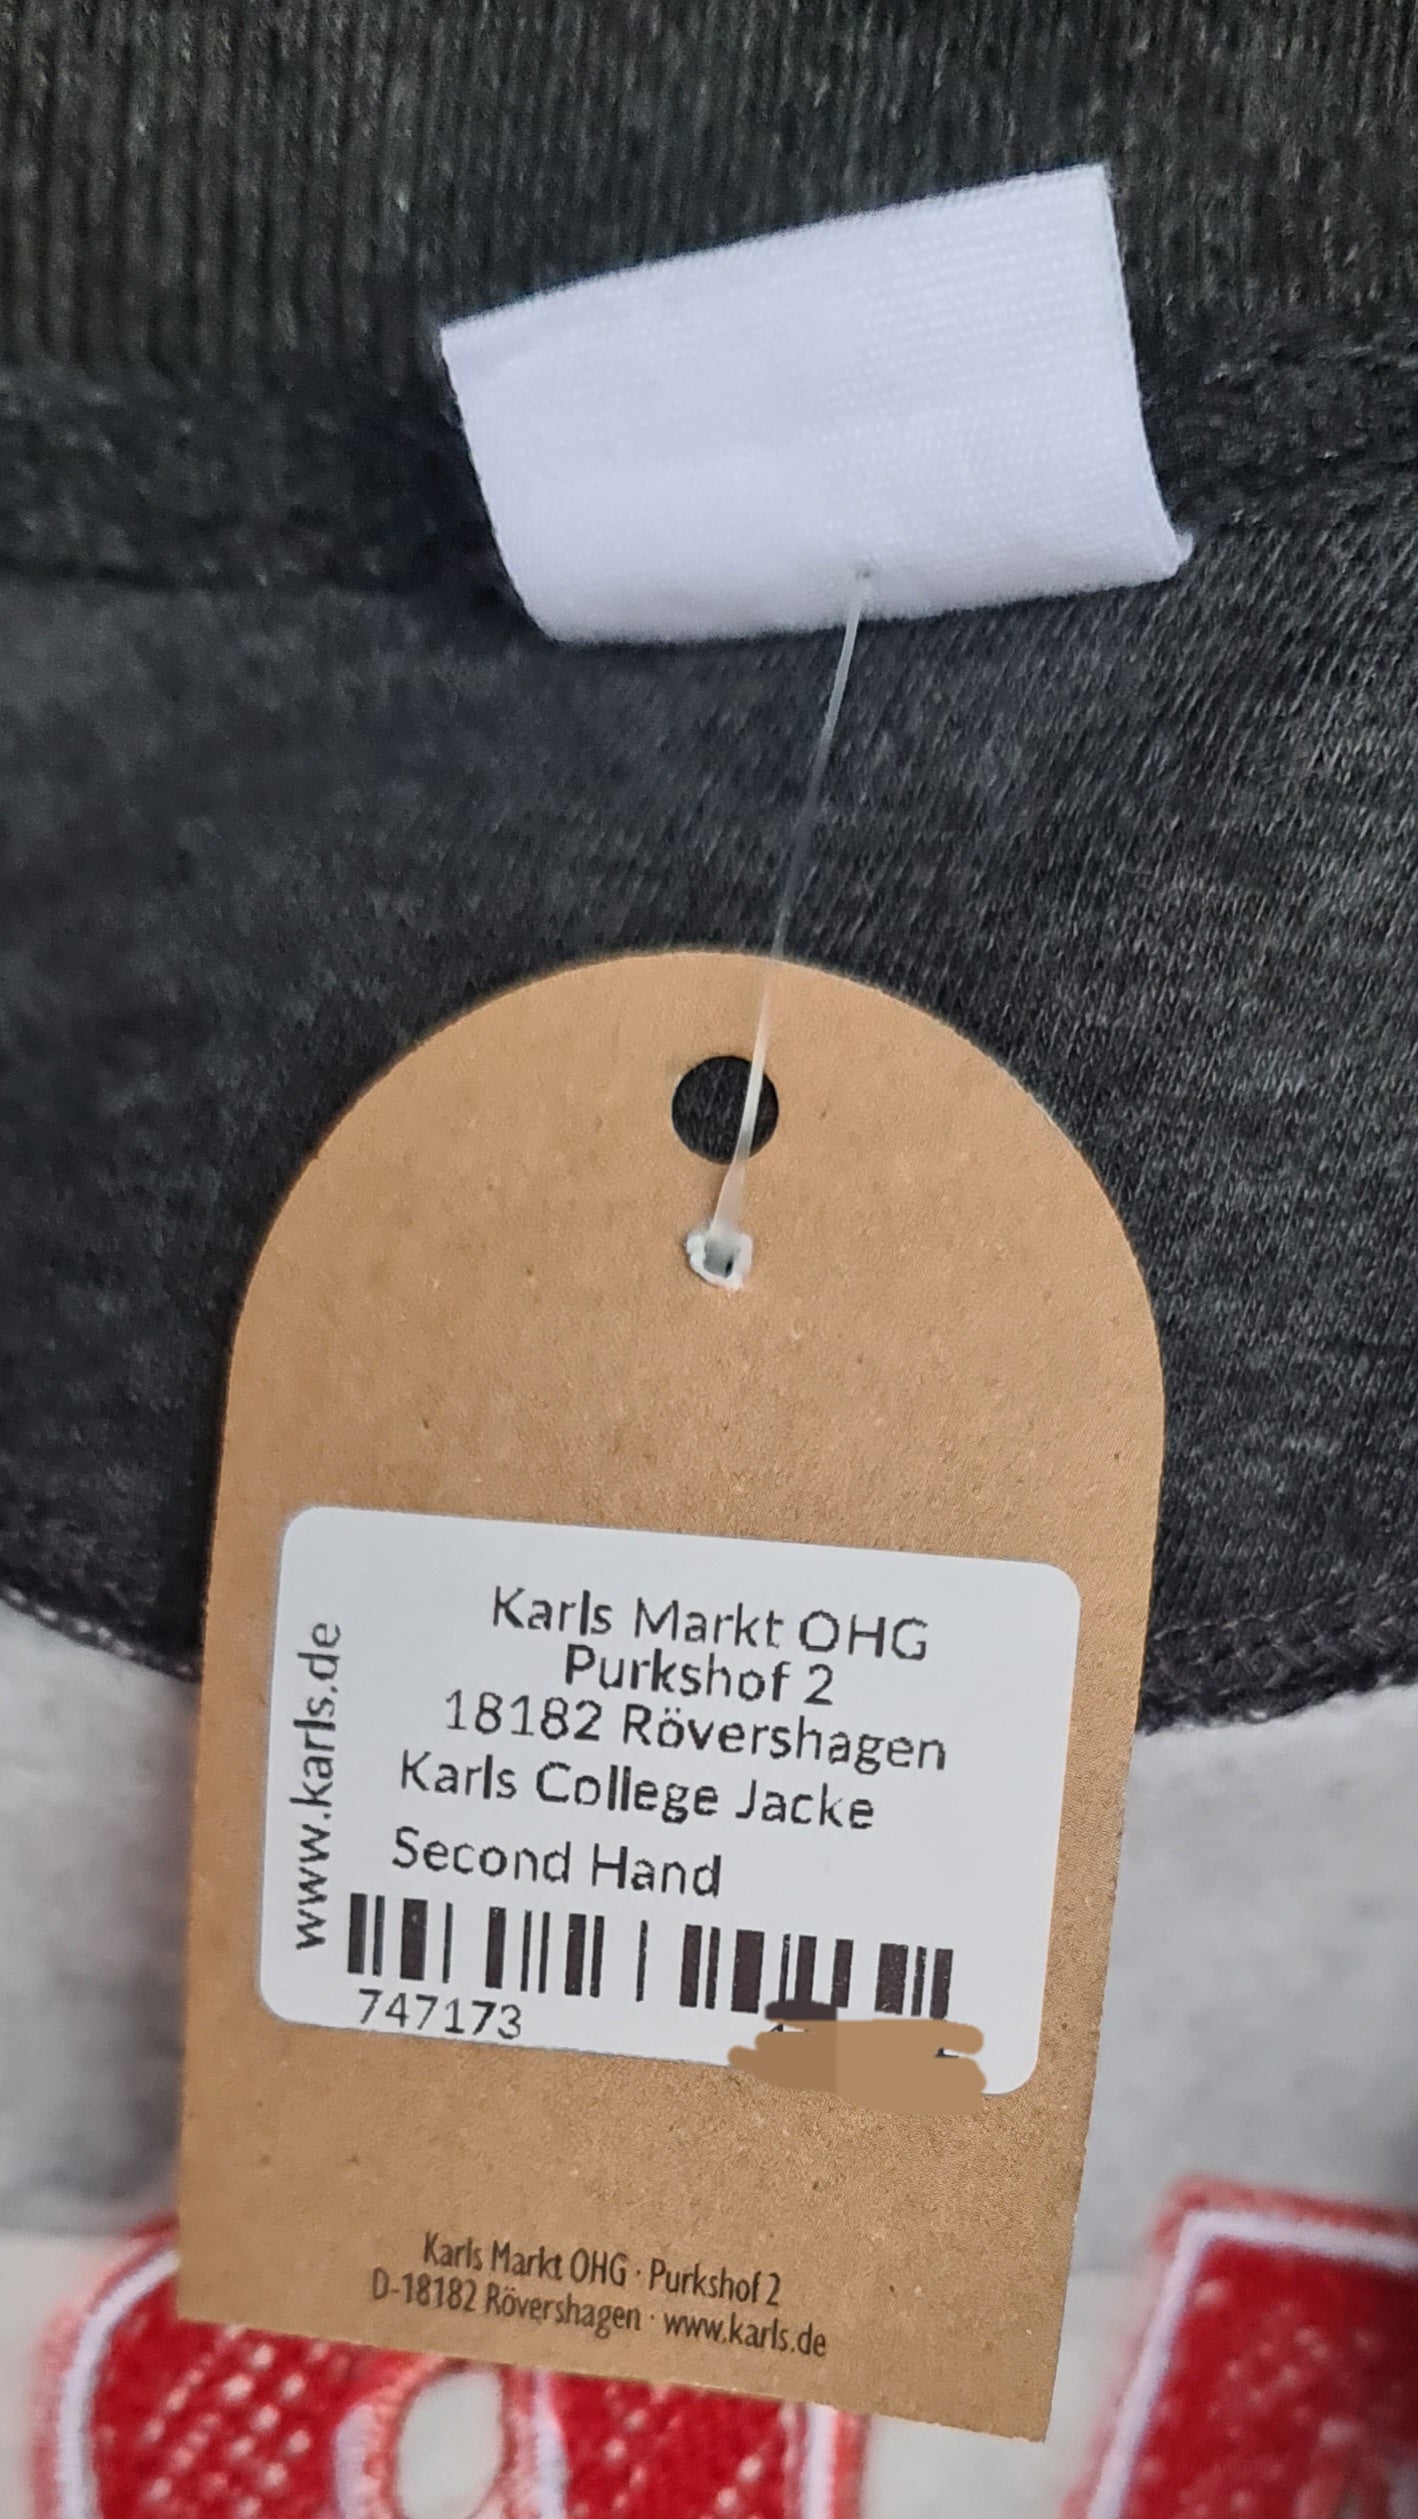 Karls Markt OHG
Purkshof 2
18182 Rövershagen
Karls College Jacke
Second Hand
www.karls.de
747173
Karls Markt OHG · Purkshof 2
D-18182 Rövershagen · www.karls.de